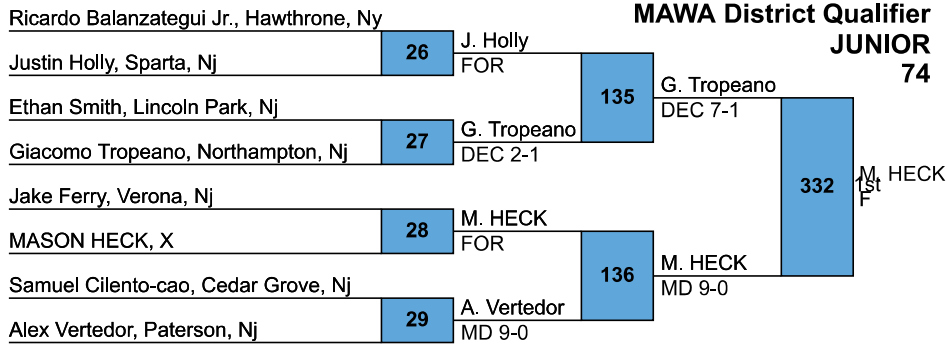 MAWA District Qualifier
JUNIOR
74
Ricardo Balanzategui Jr., Hawthrone, Ny
26
Justin Holly, Sparta, Nj
J. Holly
FOR
Ethan Smith, Lincoln Park, Nj
27
Giacomo Tropeano, Northampton, Nj
G. Tropeano
DEC 2-1
135
G. Tropeano
DEC 7-1
Jake Ferry, Verona, Nj
28
MASON HECK, X
M. HECK
FOR
Samuel Cilento-cao, Cedar Grove, Nj
29
Alex Vertedor, Paterson, Nj
A. Vertedor
MD 9-0
136
M. HECK
MD 9-0
332
M. HECK
1st
F